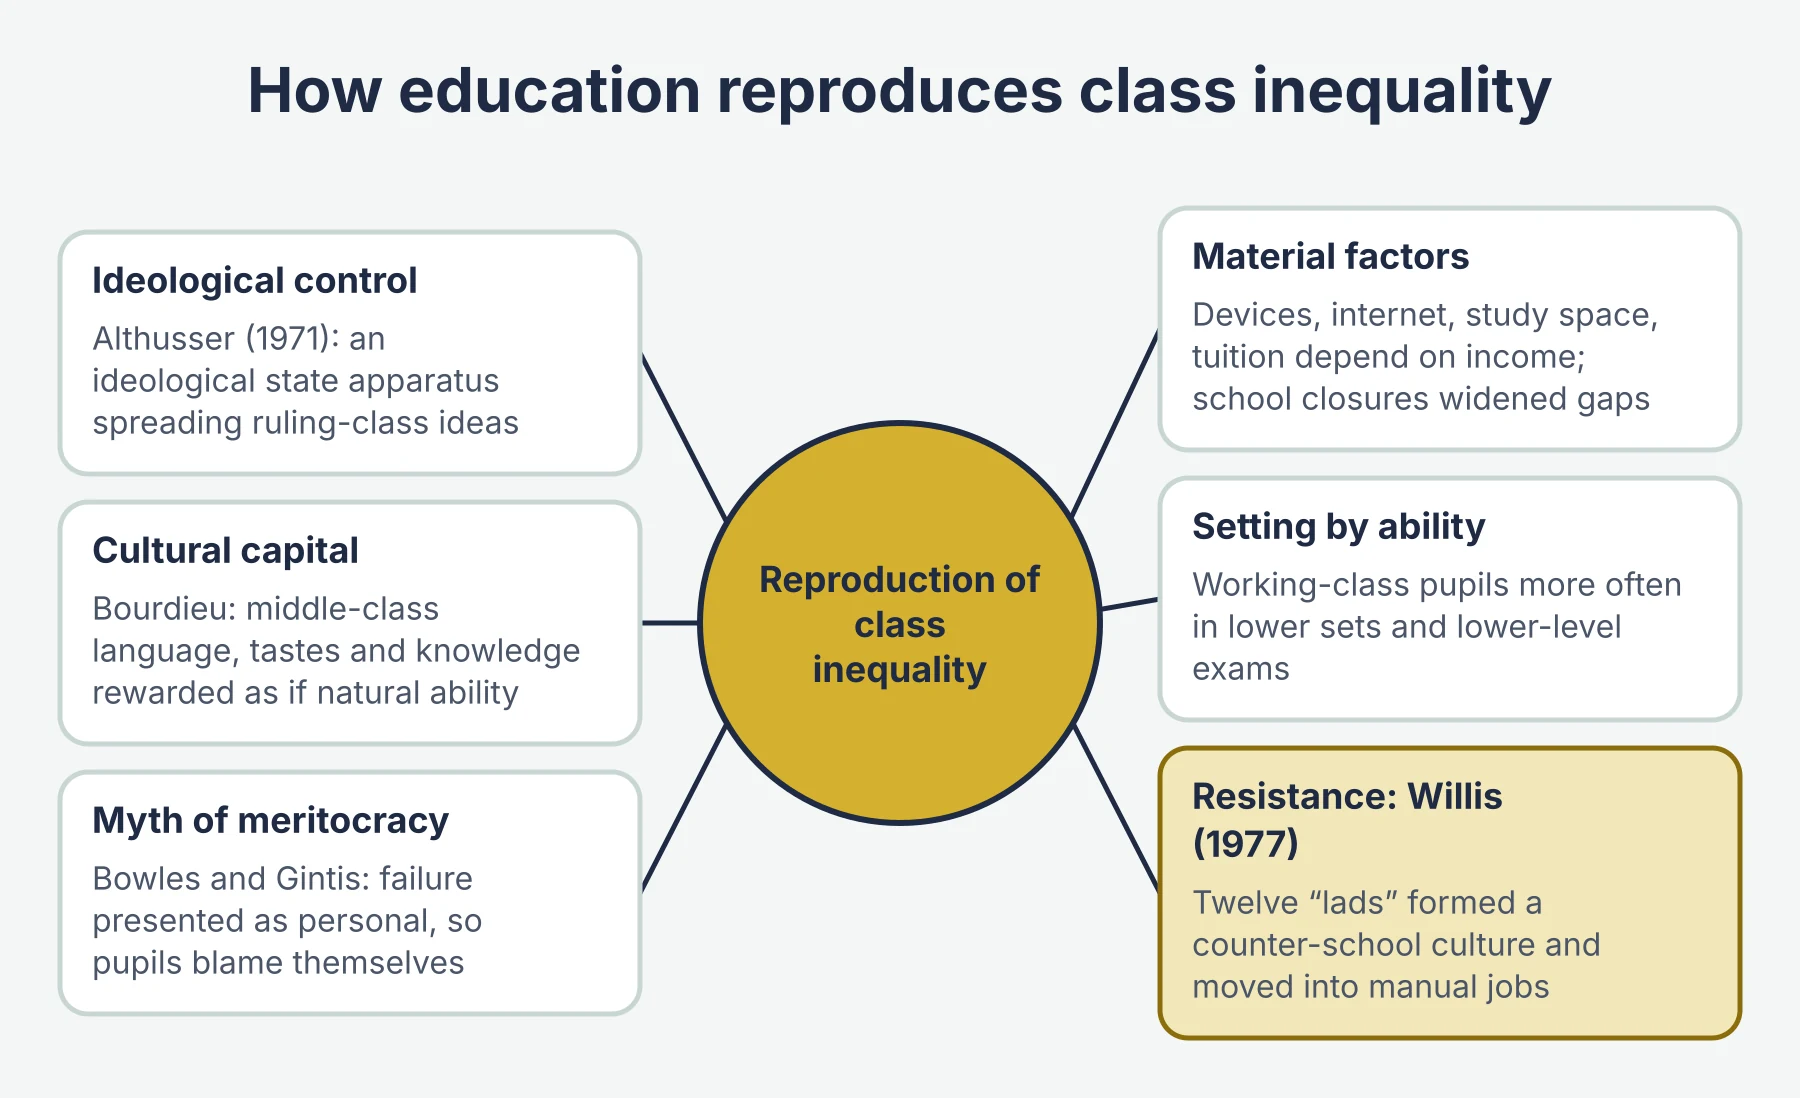 How education reproduces class inequality
Ideological control
Althusser (1971): an
ideological state apparatus
spreading ruling-class ideas
Cultural capital
Bourdieu: middle-class
language, tastes and knowledge
rewarded as if natural ability
Myth of meritocracy
Bowles and Gintis: failure
presented as personal, so
pupils blame themselves
Reproduction of
class
inequality
Material factors
Devices, internet, study space,
tuition depend on income;
school closures widened gaps
Setting by ability
Working-class pupils more often
in lower sets and lower-level
exams
Resistance: Willis
(1977)
Twelve “lads” formed a
counter-school culture and
moved into manual jobs